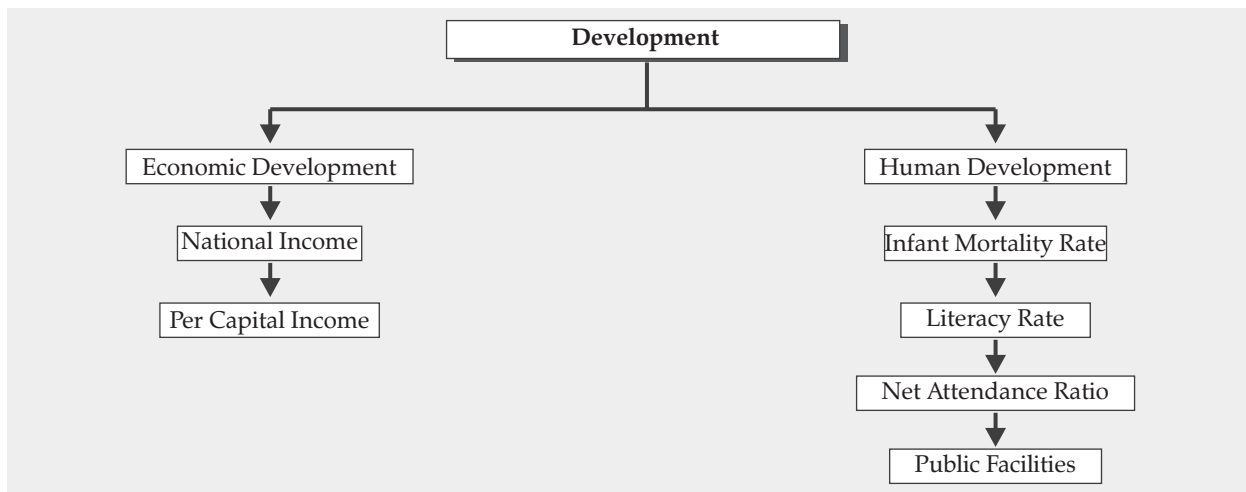 Development
Economic Development
Human Development
National Income
Infant Mortality Rate
Per Capital Income
Literacy Rate
Net Attendance Ratio
Public Facilities